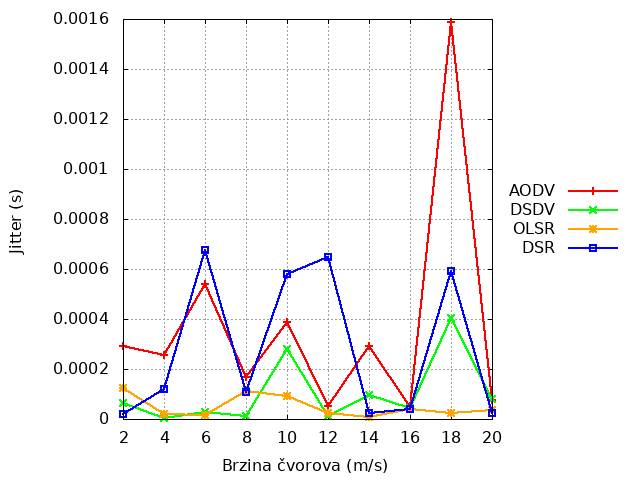 0.0016
0.0014
0.0012
0.001
0.0008
0.0006
0.0004
0.0002
0
Jitter (s)
2 4 6 8 10 12 14 16 18 20
Brzina čvorova (m/s)
AODV
DSDV
OLSR
DSR